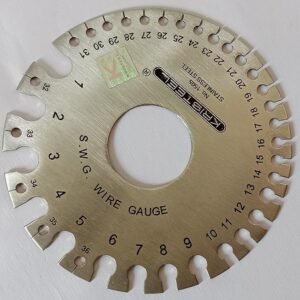 KRISTEEL
No. 1505
STAINLESS STEEL
S.W.G. - WIRE GAUGE
1 2 3 4 5 6 7 8 9 10 11 12 13 14 15 16 17 18 19 20 21 22 23 24 25 26 27 28 29 30 31
32 33 34 35 36